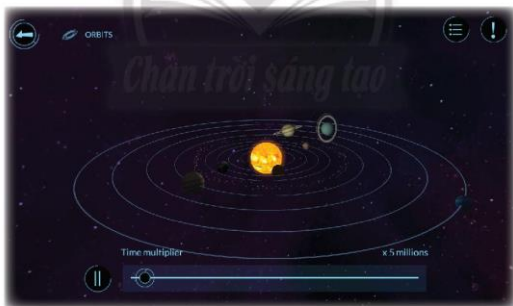 ORBITS
Chân trời sáng tạo
Time multiplier
x 5 millions